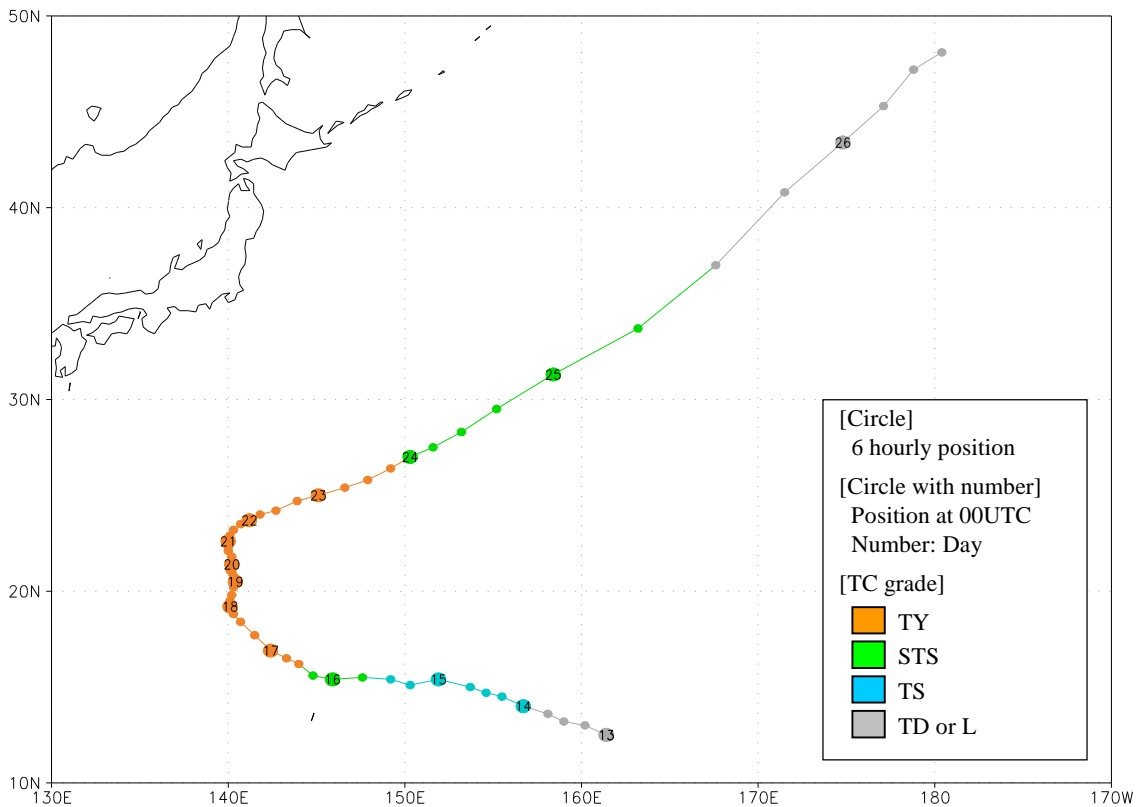 50N
40N
30N
20N
10N
130E 140E 150E 160E 170E 180 170W
26
25
24
23
22
21
20
19
18
17
16
15
14
13
[Circle]
6 hourly position
[Circle with number]
Position at 00UTC
Number: Day
[TC grade]
TY
STS
TS
TD or L